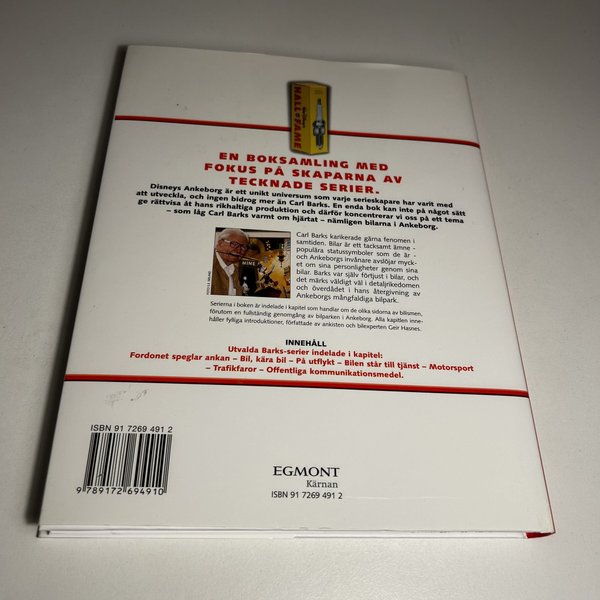 HALL OF FAME
EN BOKSAMLING MED
FOKUS PÅ SKAPARNA AV
TECKNADE SERIER.
Disneys Ankeborg är ett unikt universum som varje serieskapare har varit med
att utveckla, och ingen bidrog mer än Carl Barks. En enda bok kan inte på något sätt
ge rättvisa åt hans rikhaltiga produktion och därför koncentrerar vi oss på ett tema
– som låg Carl Barks varmt om hjärtat – nämligen bilarna i Ankeborg.
Carl Barks karikerade gärna fenomen i
samtiden. Bilar är ett tacksamt ämne -
populära statussymboler som de är -
och Ankeborgs invånare avslöjar myck-
et om sina personligheter genom sina
bilar. Barks var själv förtjust i bilar, och
det märks väldigt väl i detaljrikedomen
och överdådet i hans återgivning av
Ankeborgs mångfaldiga bilpark.
Serierna i boken är indelade i kapitel som handlar om de olika sidorna av bilismen,
förutom en fullständig genomgång av bilparken i Ankeborg. Alla kapitlen inne-
håller fylliga introduktioner, författade av ankisten och bilexperten Geir Hasnes.
INNEHÅLL
Utvalda Barks-serier indelade i kapitel:
Fordonet speglar ankan – Bil, kära bil – På utflykt – Bilen står till tjänst – Motorsport
– Trafikfaror – Offentliga kommunikationsmedel.
ISBN 91 7269 491 2
9 789172 694910
EGMONT
Kärnan
ISBN 91 7269 491 2